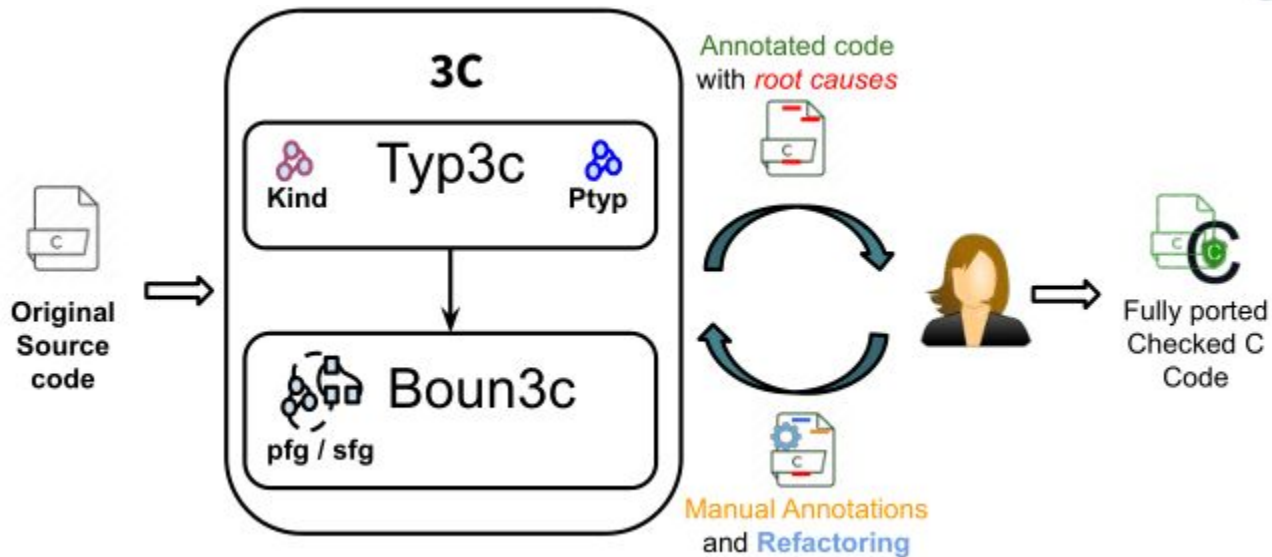 Original
Source
code
3C
Typ3c
Kind
Ptyp
Boun3c
pfg / sfg
Annotated code
with root causes
C
C
Manual Annotations
and Refactoring
C
C
C
Fully ported
Checked C
Code